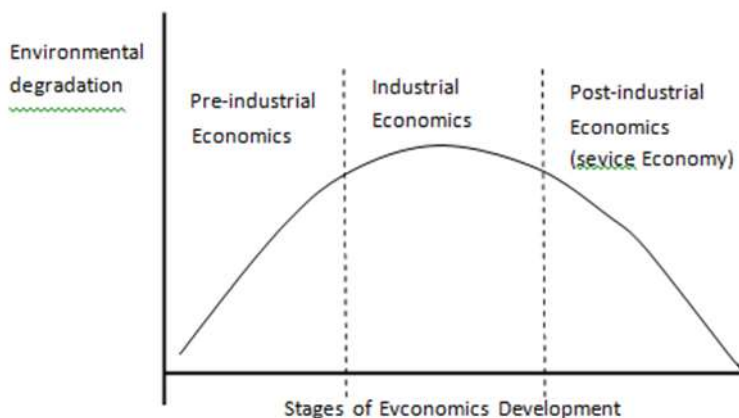 Environmental
degradation
Pre-industrial
Economics
Industrial
Economics
Post-industrial
Economics
(sevice Economy)
Stages of Evconomics Development